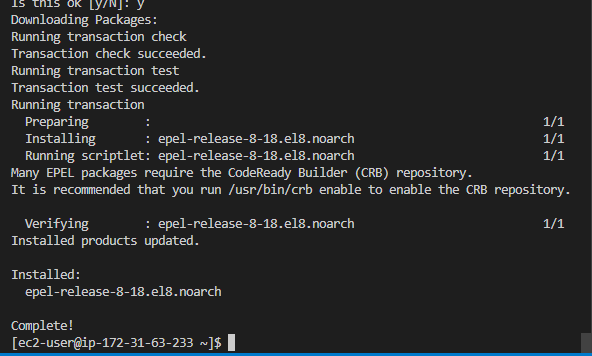 Is this ok [y/N]: y
Downloading Packages:
Running transaction check
Transaction check succeeded.
Running transaction test
Transaction test succeeded.
Running transaction
  Preparing        :                                                        1/1
  Installing       : epel-release-8-18.el8.noarch                           1/1
  Running scriptlet: epel-release-8-18.el8.noarch                           1/1
Many EPEL packages require the CodeReady Builder (CRB) repository.
It is recommended that you run /usr/bin/crb enable to enable the CRB repository.
  Verifying        : epel-release-8-18.el8.noarch                           1/1
Installed products updated.
Installed:
  epel-release-8-18.el8.noarch
Complete!
[ec2-user@ip-172-31-63-233 ~]$